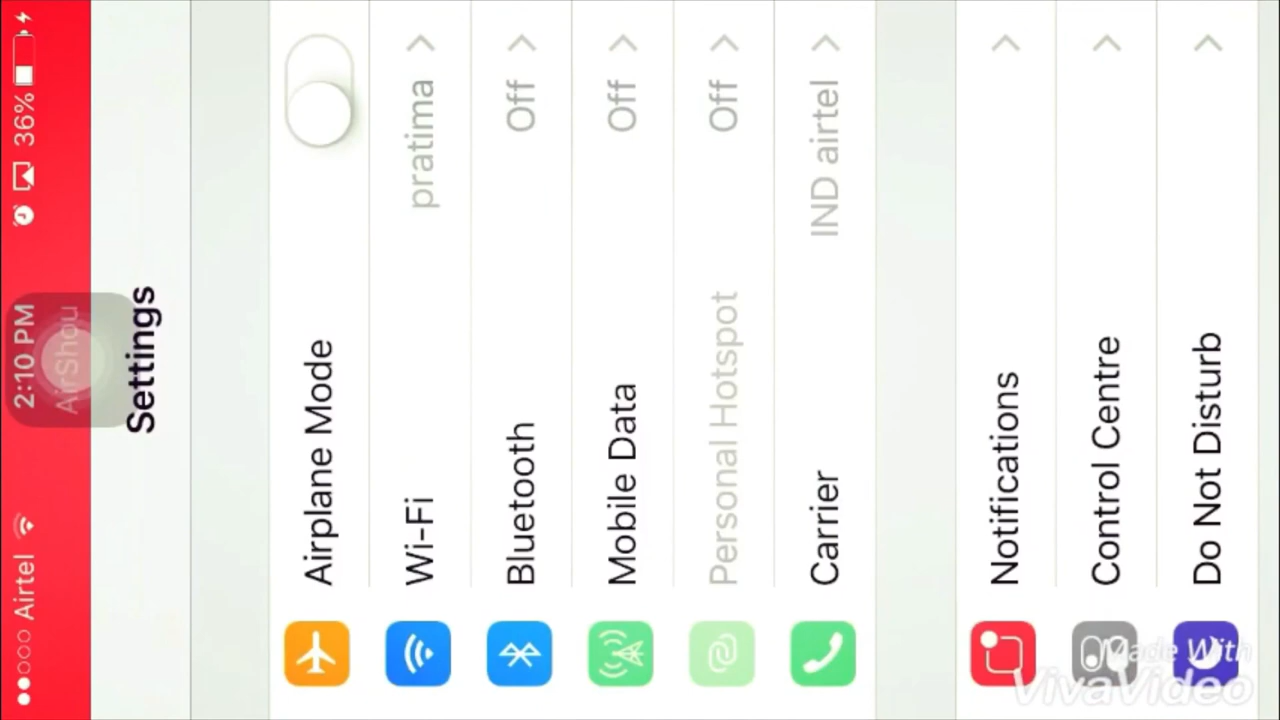 Airtel 2:10 PM 36%
AirShou
Settings
Airplane Mode
Wi-Fi pratima
Bluetooth Off
Mobile Data Off
Personal Hotspot Off
Carrier IND airtel
Notifications
Control Centre
Do Not Disturb
Made With
VivaVideo